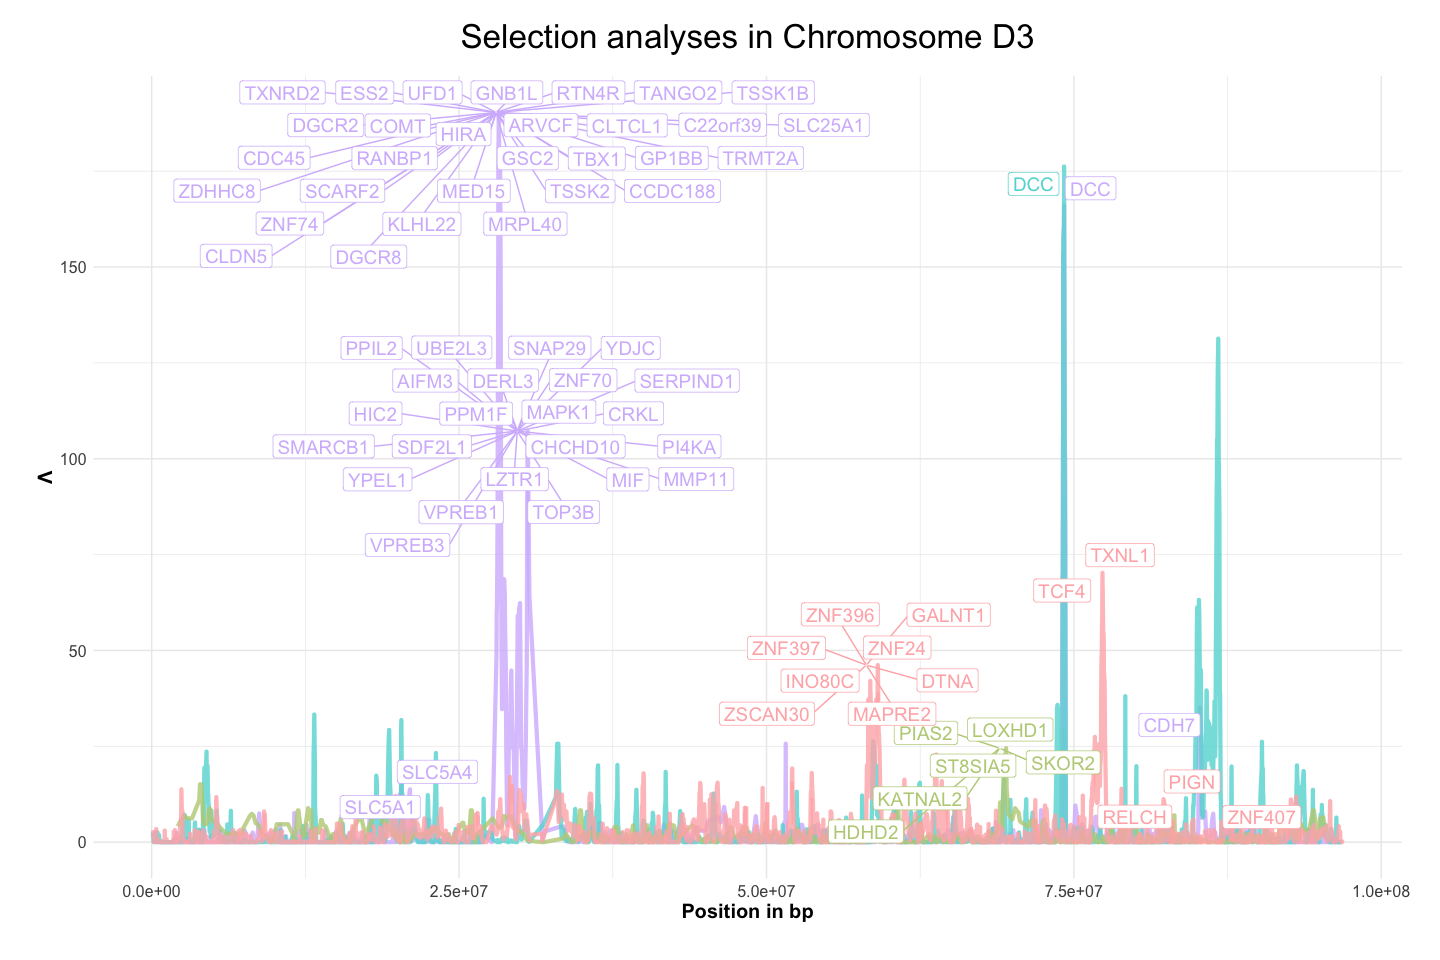 Selection analyses in Chromosome D3
TXNRD2 ESS2 UFD1 GNB1L RTN4R TANGO2 TSSK1B
DGCR2 COMT HIRA ARVCF CLTCL1 C22orf39 SLC25A1
CDC45 RANBP1 GSC2 TBX1 GP1BB TRMT2A
ZDHHC8 SCARF2 MED15 TSSK2 CCDC188 DCC DCC
ZNF74 KLHL22 MRPL40
CLDN5 DGCR8
150
PPIL2 UBE2L3 SNAP29 YDJC
AIFM3 DERL3 ZNF70 SERPIND1
HIC2 PPM1F MAPK1 CRKL
SMARCB1 SDF2L1 CHCHD10 PI4KA
100
YPEL1 LZTR1 MIF MMP11
VPREB1 TOP3B
VPREB3
TXNL1
TCF4
ZNF396 GALNT1
50
ZNF397 ZNF24
INO80C DTNA
ZSCAN30 MAPRE2
PIAS2 LOXHD1 CDH7
SLC5A4 ST8SIA5 SKOR2
PIGN
SLC5A1 KATNAL2
RELCH ZNF407
HDHD2
0
0.0e+00 2.5e+07 5.0e+07 7.5e+07 1.0e+08
Position in bp
<